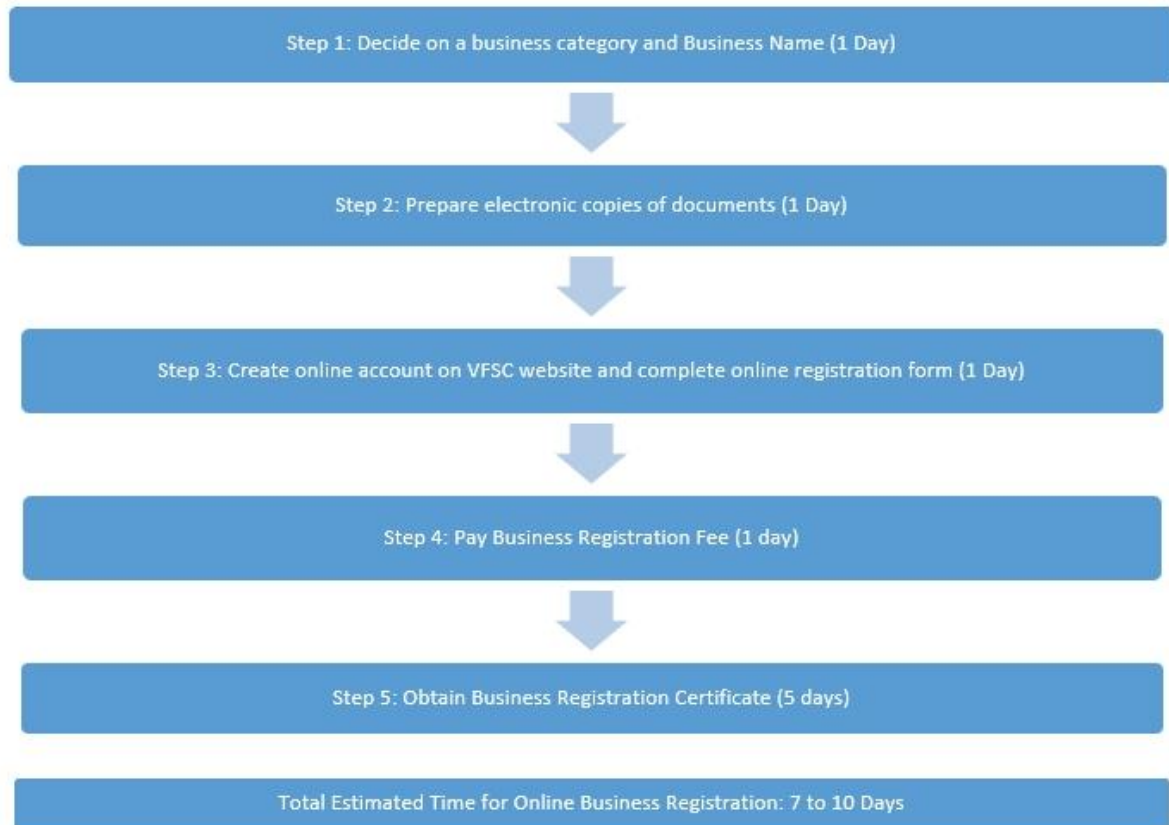 Step 1: Decide on a business category and Business Name (1 Day)
Step 2: Prepare electronic copies of documents (1 Day)
Step 3: Create online account on VFSC website and complete online registration form (1 Day)
Step 4: Pay Business Registration Fee (1 day)
Step 5: Obtain Business Registration Certificate (5 days)
Total Estimated Time for Online Business Registration: 7 to 10 Days